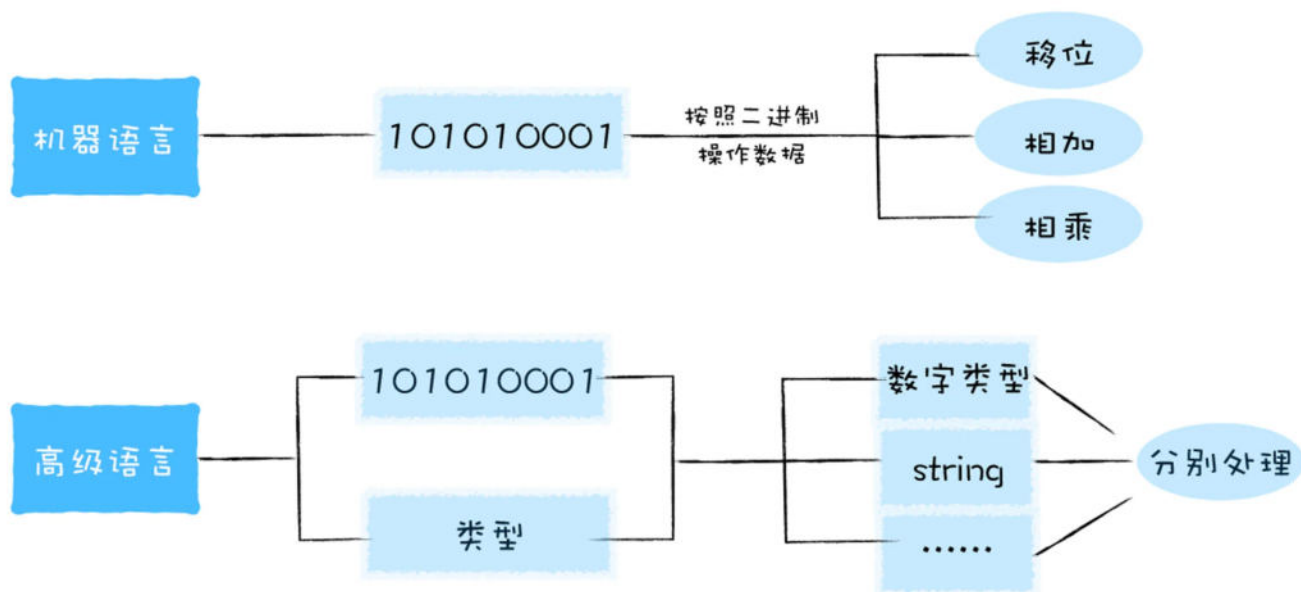 移位
机器语言
101010001
按照二进制
操作数据
相加
相乘
101010001
数字类型
高级语言
string
分别处理
类型
……